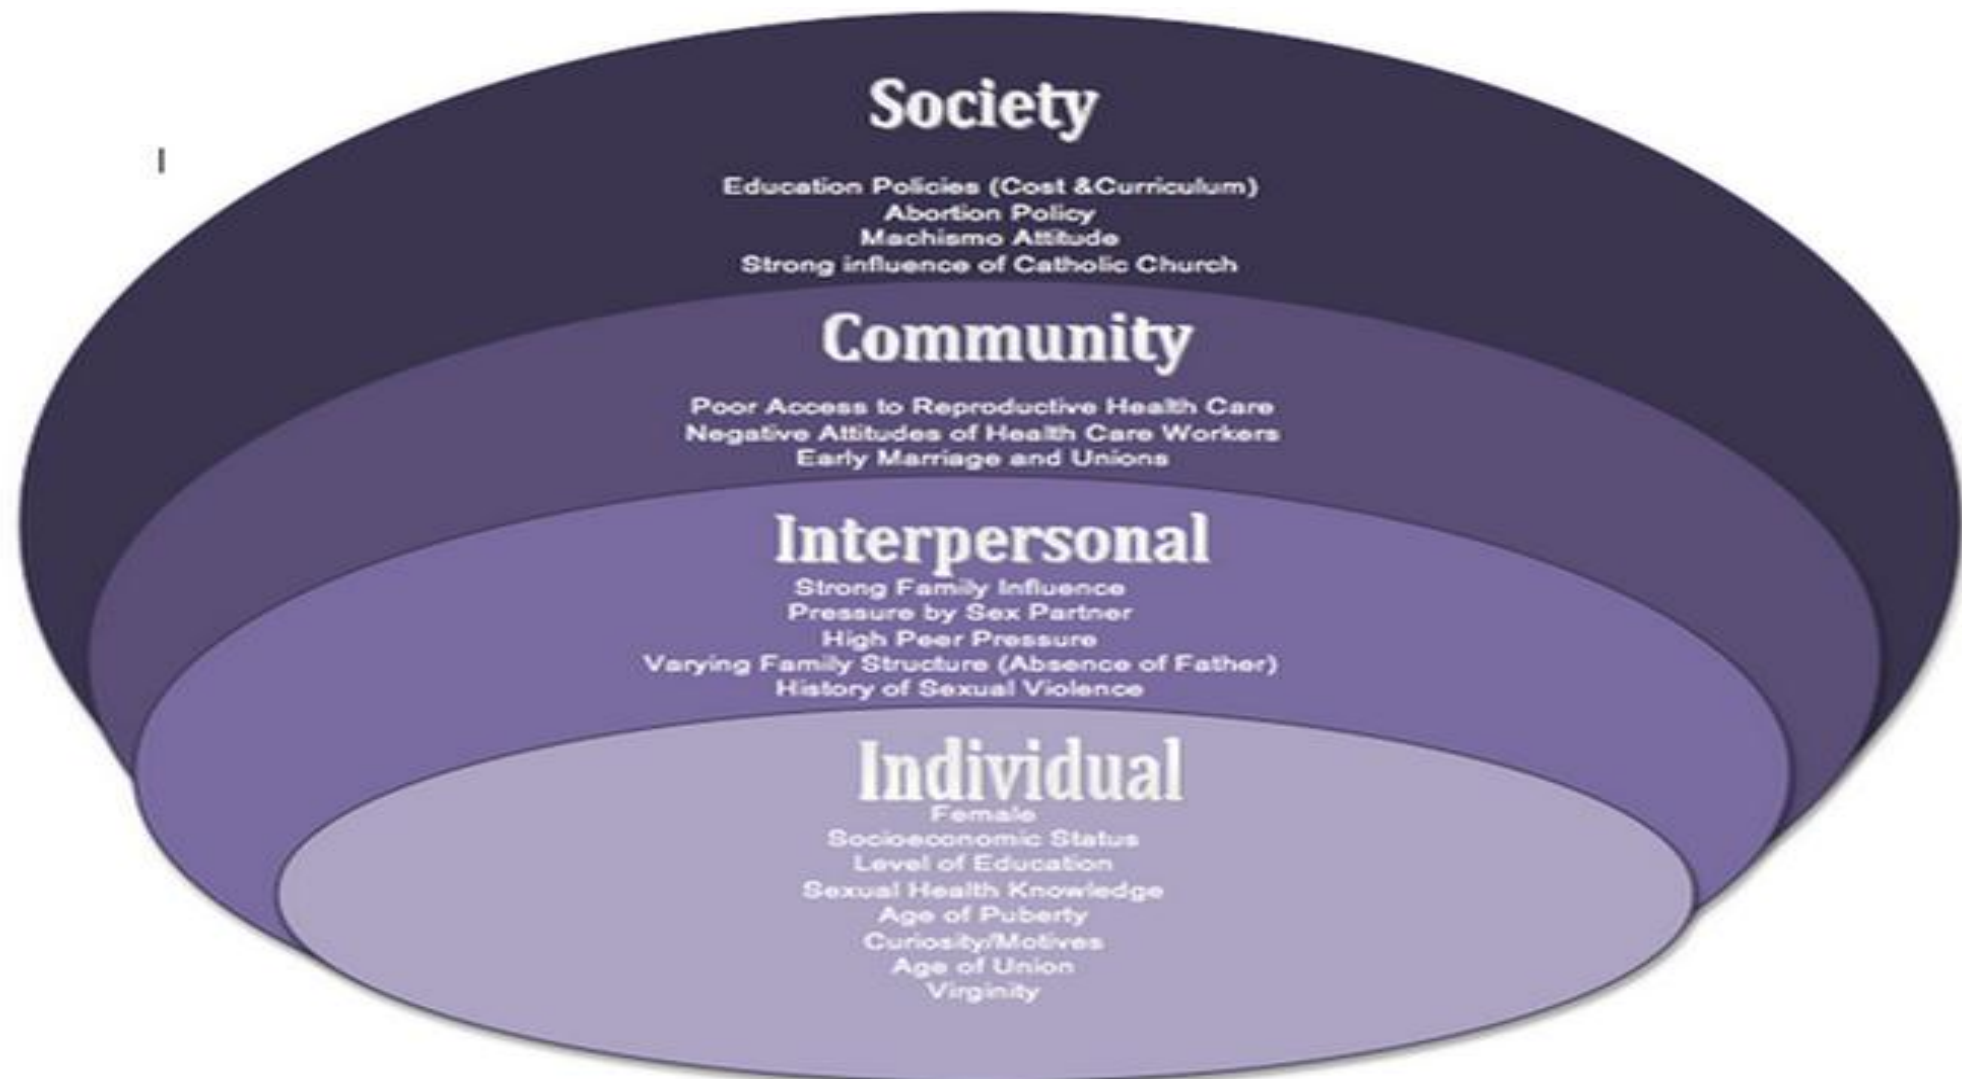 Society
Education Policies (Cost &Curriculum)
Abortion Policy
Machismo Attitude
Strong influence of Catholic Church
Community
Poor Access to Reproductive Health Care
Negative Attitudes of Health Care Workers
Early Marriage and Unions
Interpersonal
Strong Family Influence
Pressure by Sex Partner
High Peer Pressure
Varying Family Structure (Absence of Father)
History of Sexual Violence
Individual
Female
Socioeconomic Status
Level of Education
Sexual Health Knowledge
Age of Puberty
Curiosity/Motives
Age of Union
Virginity